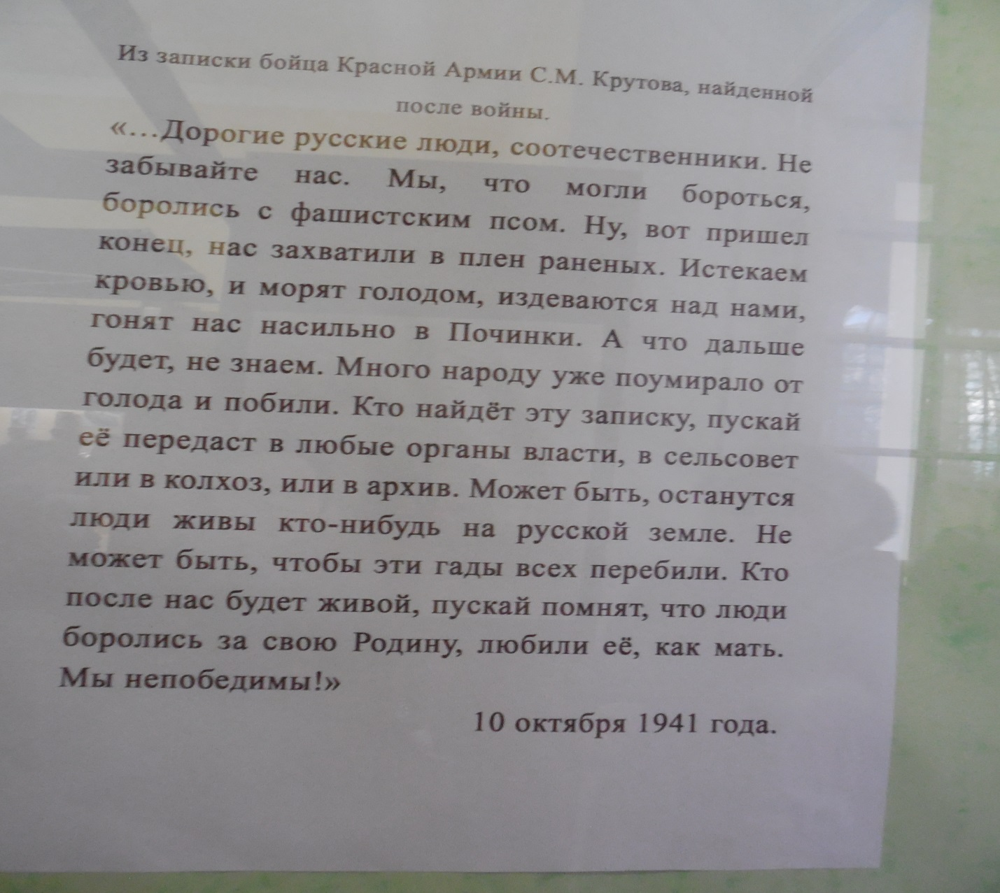 Из записки бойца Красной Армии С.М. Крутова, найденной
после войны.
«...Дорогие русские люди, соотечественники. Не
забывайте нас. Мы, что могли бороться,
боролись с фашистским псом. Ну, вот пришел
конец, нас захватили в плен раненых. Истекаем
кровью, и морят голодом, издеваются над нами,
гонят нас насильно в Починки. А что дальше
будет, не знаем. Много народу уже поумирало от
голода и побили. Кто найдёт эту записку, пускай
её передаст в любые органы власти, в сельсовет
или в колхоз, или в архив. Может быть, останутся
люди живы кто-нибудь на русской земле. Не
может быть, чтобы эти гады всех перебили. Кто
после нас будет живой, пускай помнят, что люди
боролись за свою Родину, любили её, как мать.
Мы непобедимы!»
10 октября 1941 года.